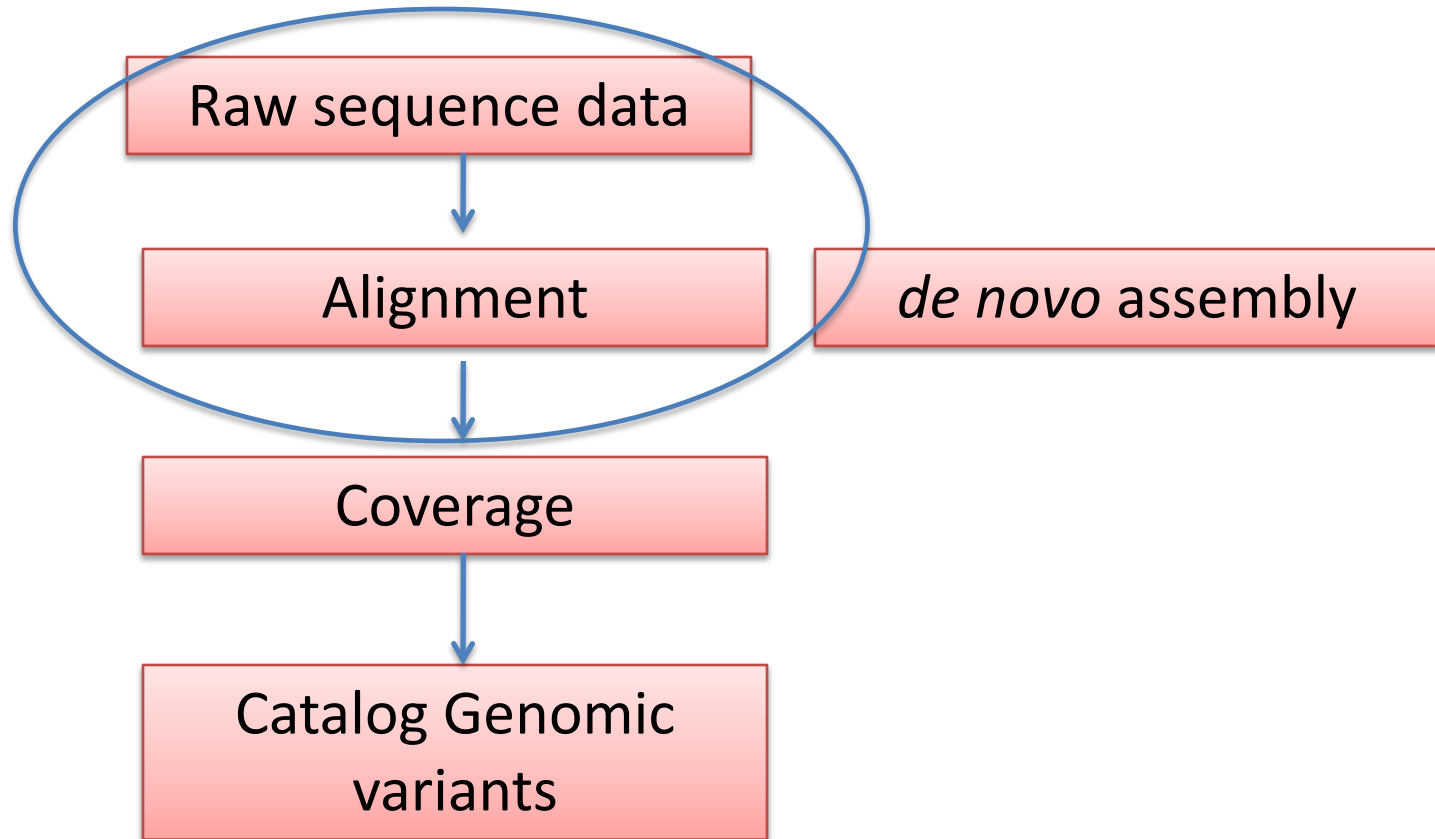 Raw sequence data
Alignment
de novo assembly
Coverage
Catalog Genomic
variants